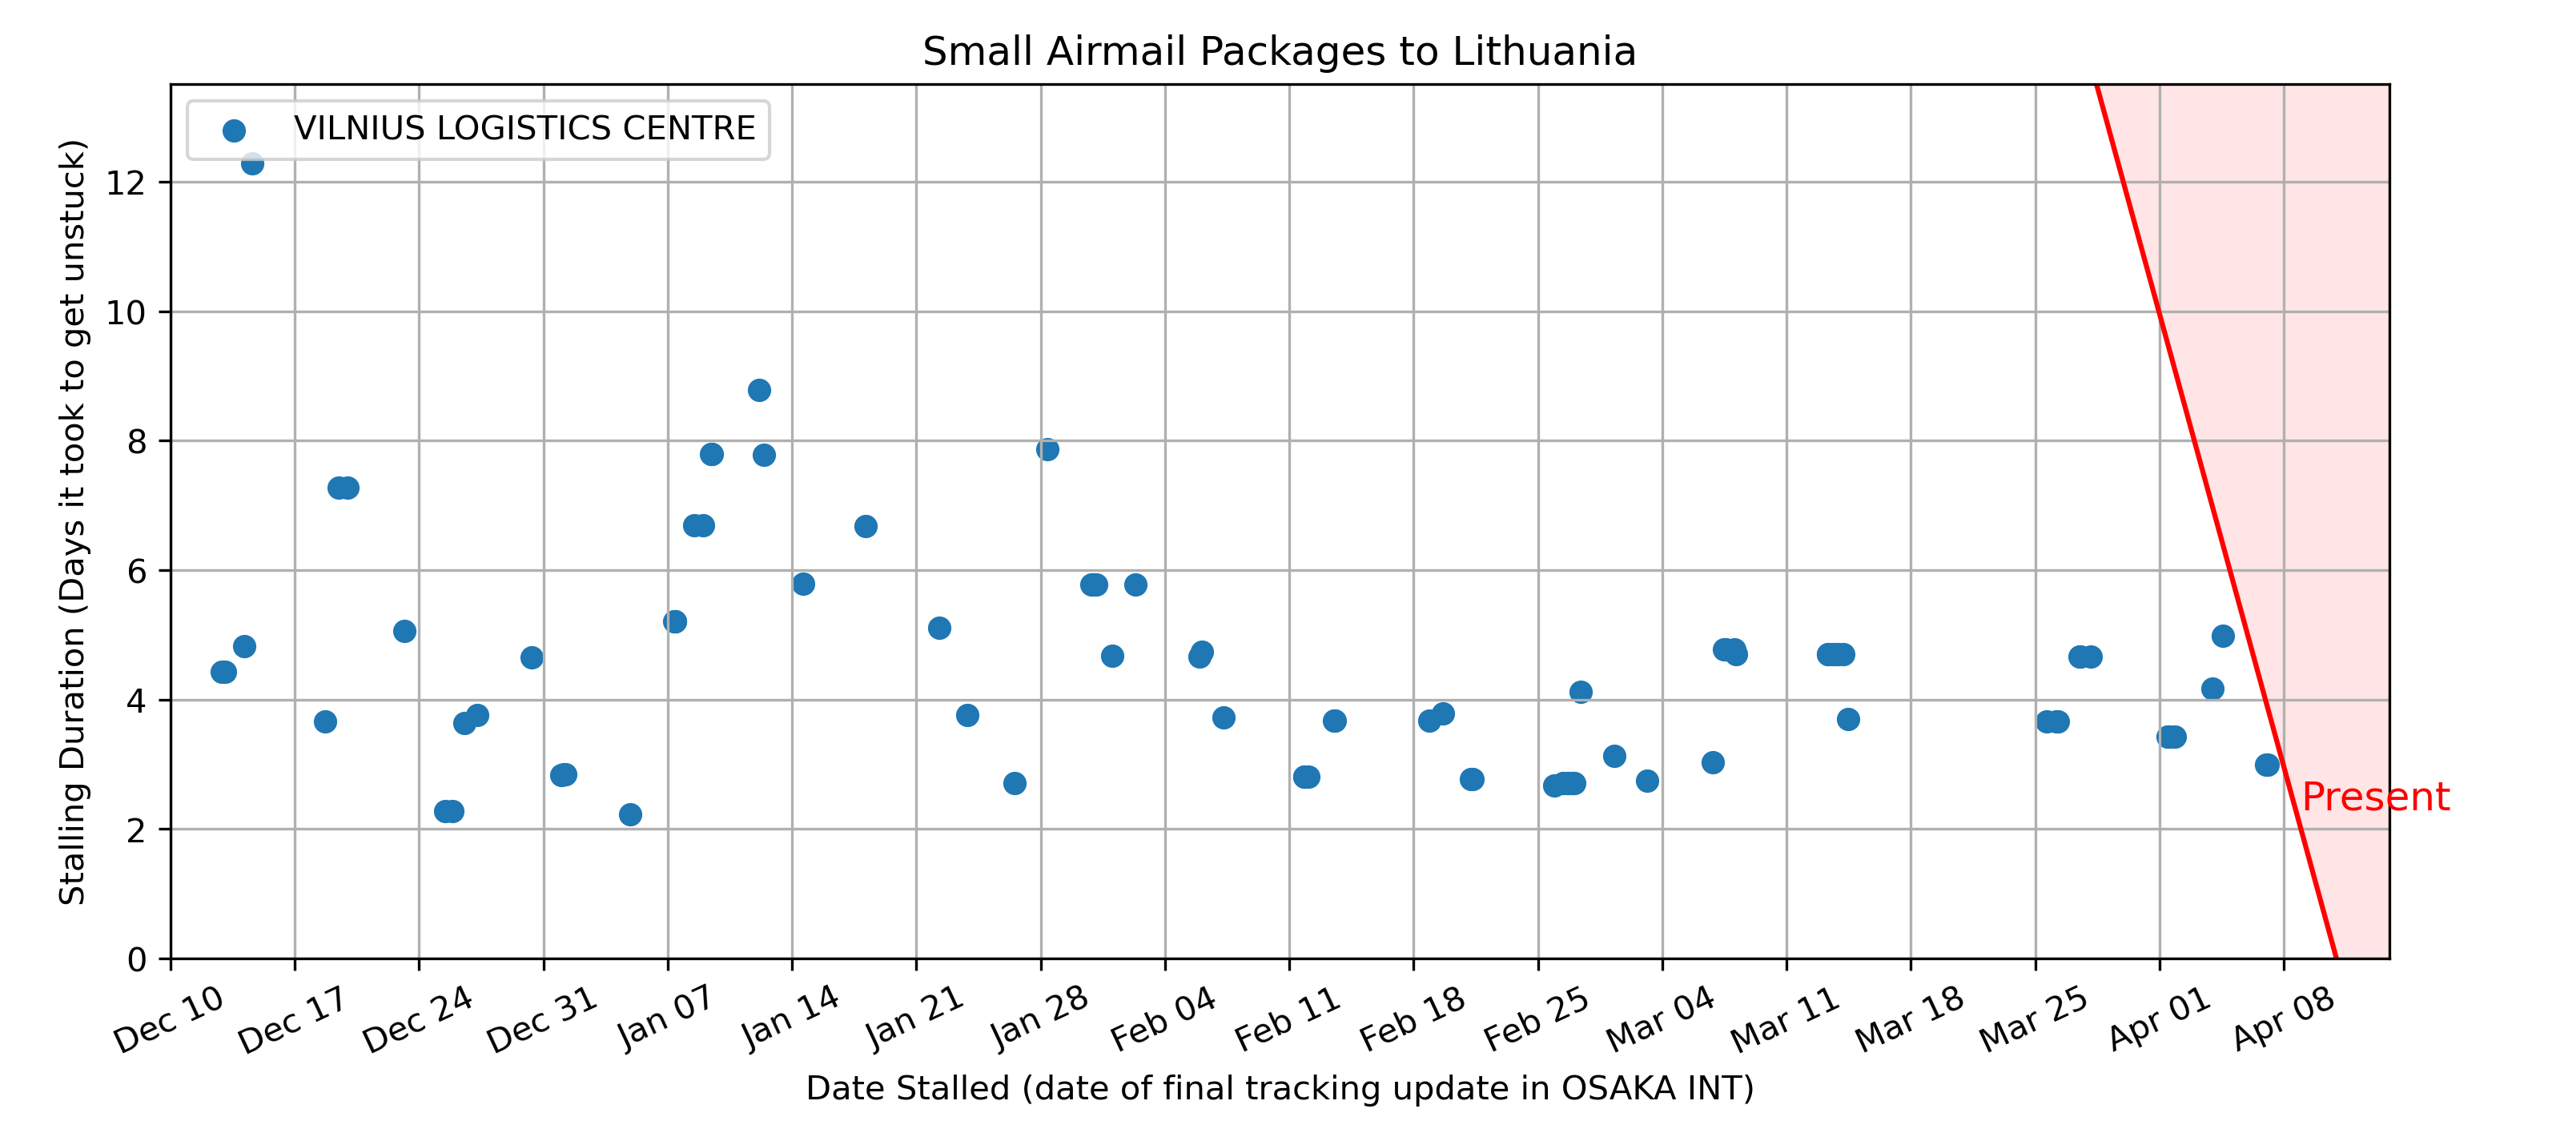 Small Airmail Packages to Lithuania
VILNIUS LOGISTICS CENTRE
Stalling Duration (Days it took to get unstuck)
12
10
8
6
4
2
0
Present
Dec 10
Dec 17
Dec 24
Dec 31
Jan 07
Jan 14
Jan 21
Jan 28
Feb 04
Feb 11
Feb 18
Feb 25
Mar 04
Mar 11
Mar 18
Mar 25
Apr 01
Apr 08
Date Stalled (date of final tracking update in OSAKA INT)